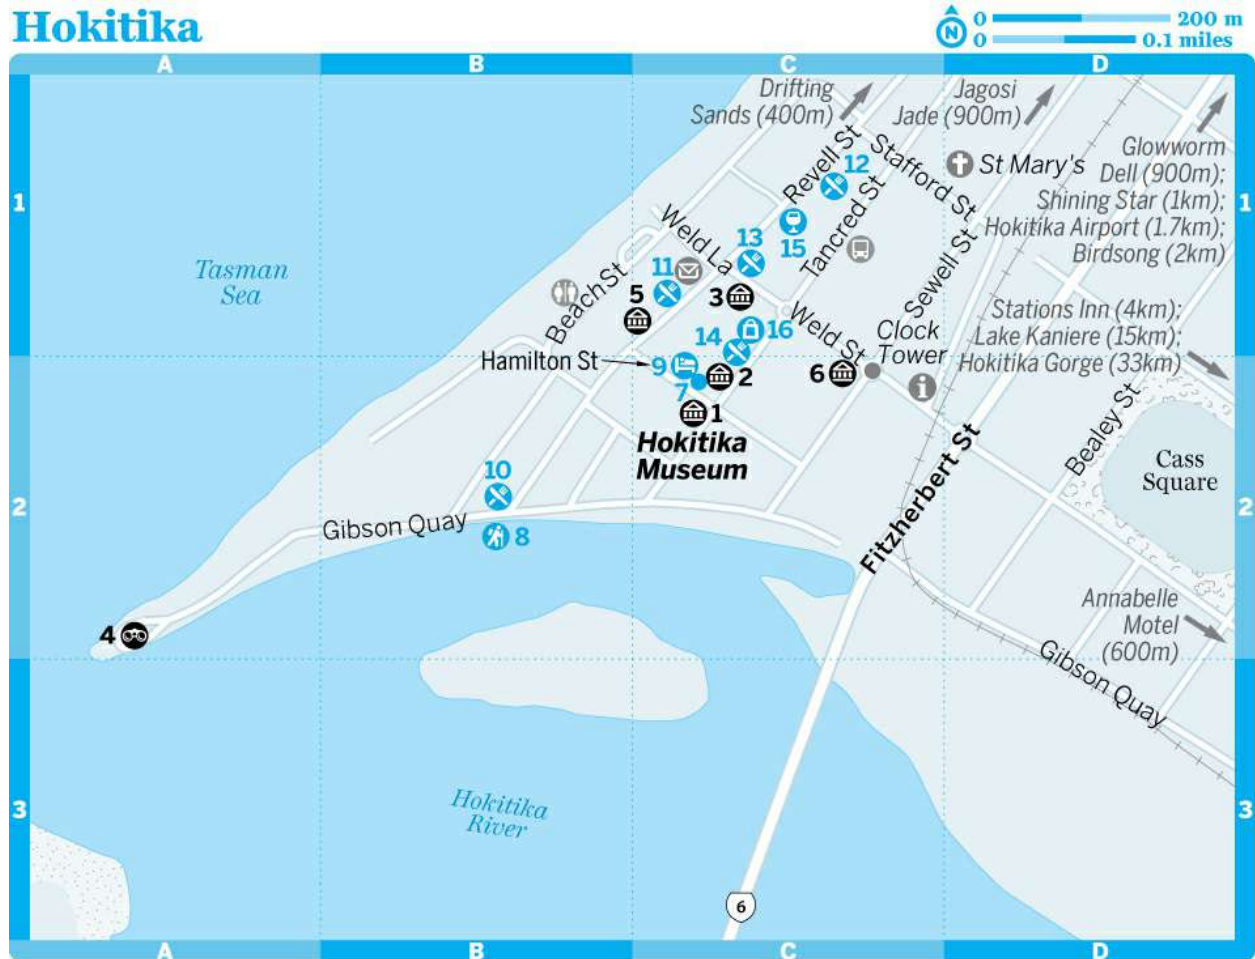 Hokitika
N
0 200 m
0 0.1 miles
A B C D
1
2
3
1
2
3
A B C D
Drifting
Sands (400m)
Jagosi
Jade (900m)
Glowworm
Dell (900m);
Shining Star (1km);
Hokitika Airport (1.7km);
Birdsong (2km)
Stations Inn (4km);
Lake Kaniere (15km);
Hokitika Gorge (33km)
Revell St
Stafford St
St Mary's
12
Tancred St
Weld La
13
15
Sewell St
Tasman
Sea
Beach St
11
5
3
16
14
Weld St
Clock
Tower
Hamilton St
9
7
2
6
i
1
Hokitika
Museum
Bealey St
Cass
Square
Fitzherbert St
10
Gibson Quay
8
4
Annabelle
Motel
(600m)
Gibson Quay
Hokitika
River
6